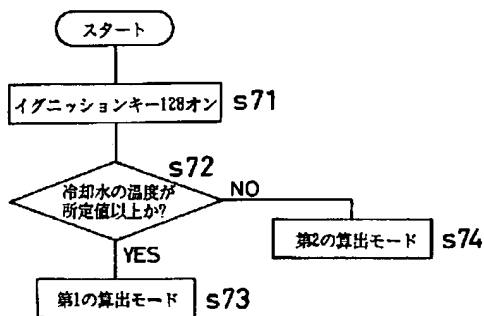 スタート
イグニッションキー128オン
s71
s72
冷却水の温度が
所定値以上か?
NO
第2の算出モード
s74
YES
第1の算出モード
s73